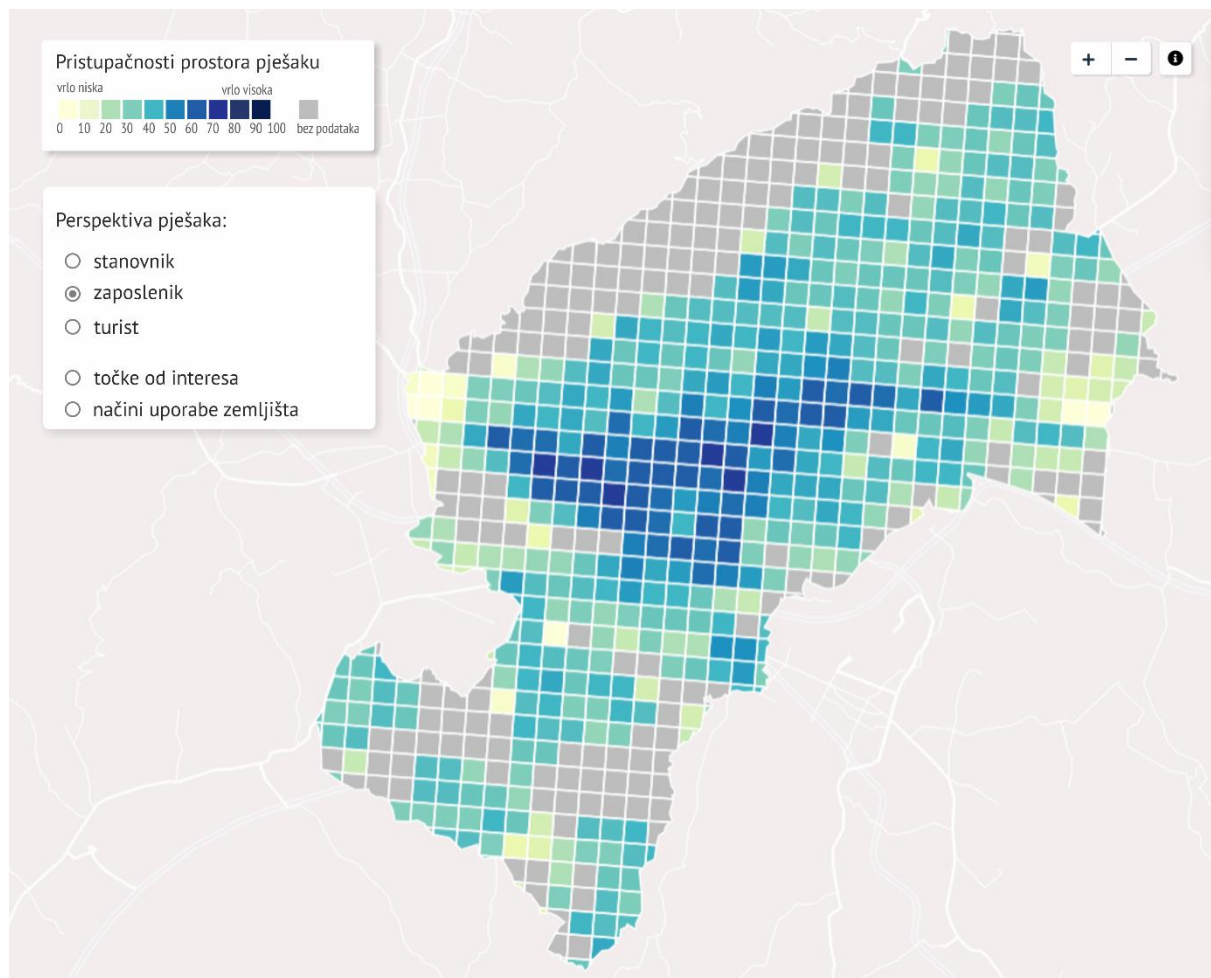 Pristupačnosti prostora pješaku
vrlo niska vrlo visoka
0 10 20 30 40 50 60 70 80 90 100 bez podataka
Perspektiva pješaka:
stanovnik
zaposlenik
turist
točke od interesa
načini uporabe zemljišta
+ − i